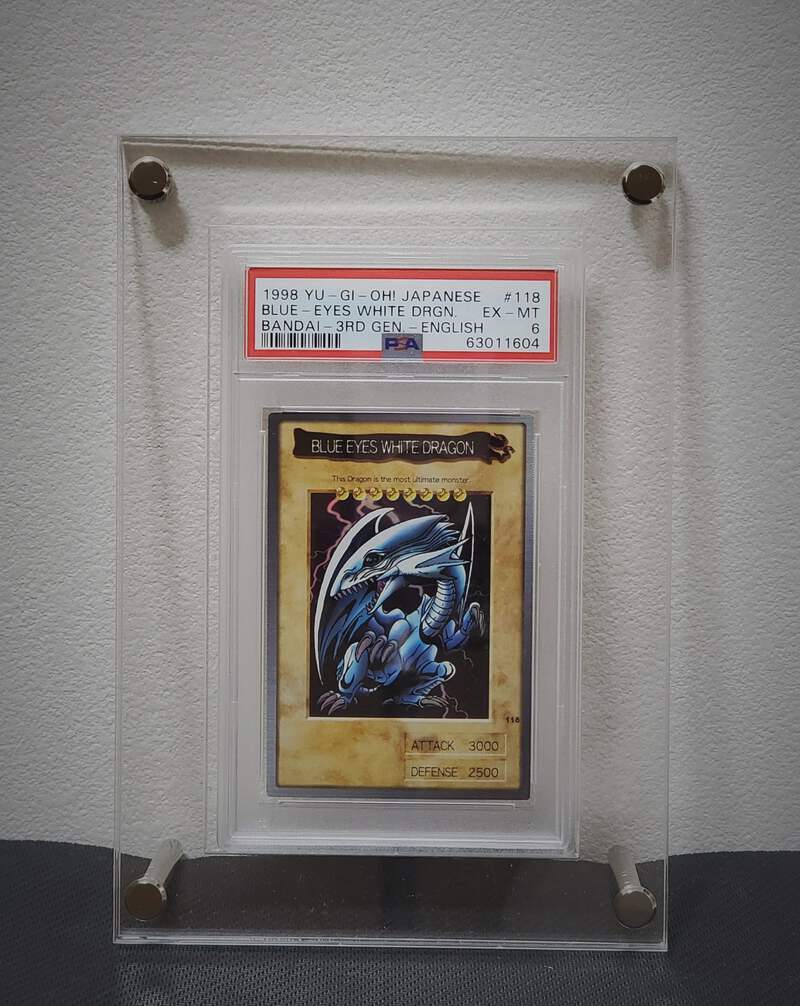 1998 YU-GI-OH! JAPANESE #118
BLUE-EYES WHITE DRGN. EX-MT
BANDAI-3RD GEN.-ENGLISH 6
PSA 63011604
BLUE EYES WHITE DRAGON
This Dragon is the most ultimate monster.
118
ATTACK 3000
DEFENSE 2500